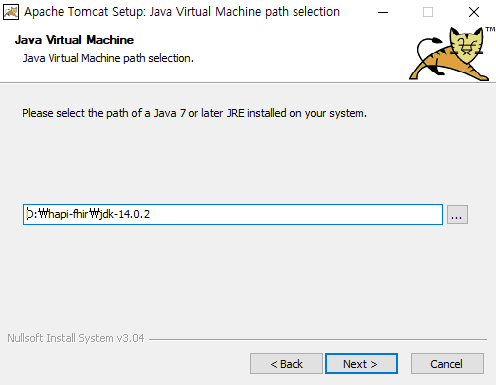 Apache Tomcat Setup: Java Virtual Machine path selection
Java Virtual Machine
Java Virtual Machine path selection.
TM
Please select the path of a Java 7 or later JRE installed on your system.
D:₩hapi-fhir₩jdk-14.0.2
...
Nullsoft Install System v3.04
< Back
Next >
Cancel